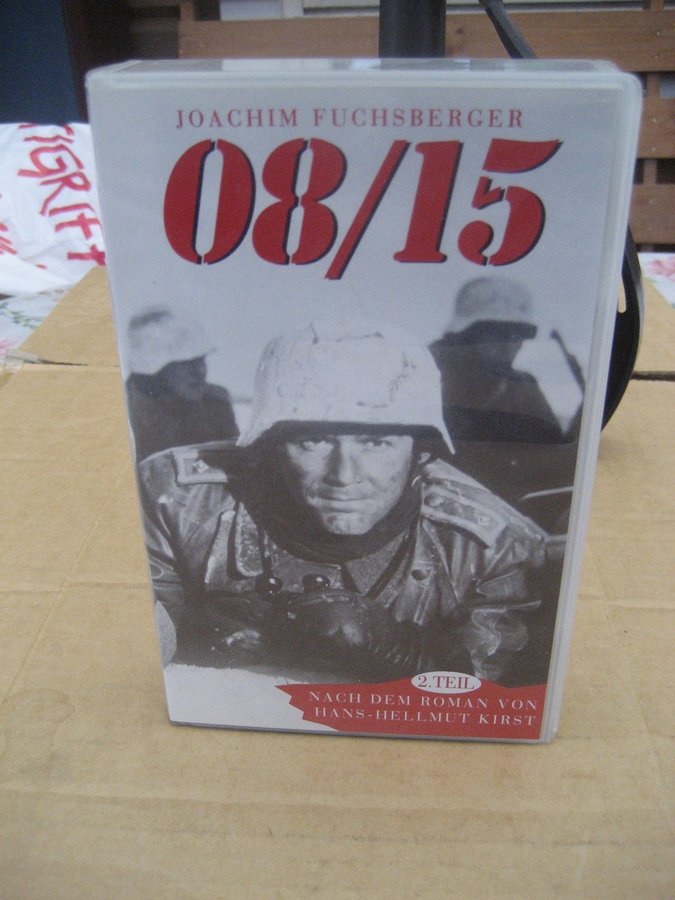 JOACHIM FUCHSBERGER
08/15
2. TEIL
NACH DEM ROMAN VON
HANS-HELLMUT KIRST